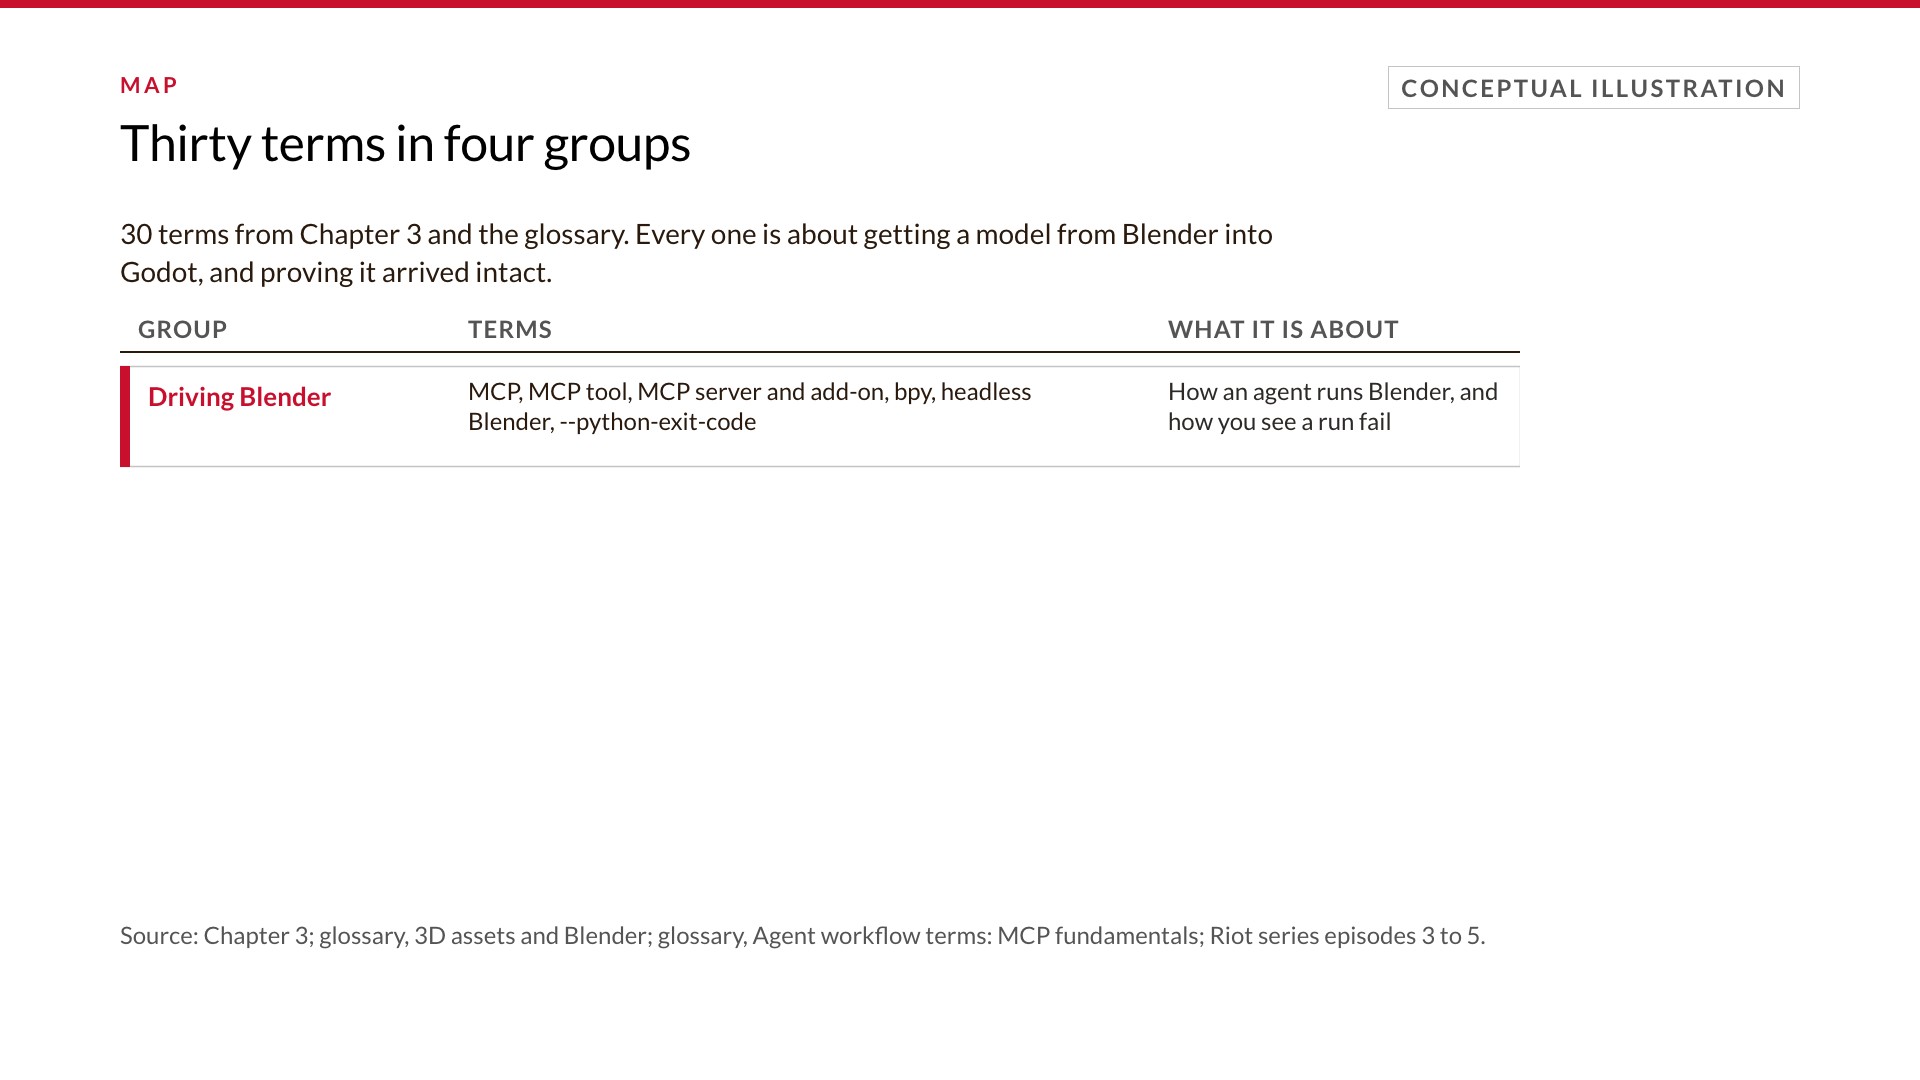 MAP
CONCEPTUAL ILLUSTRATION
Thirty terms in four groups
30 terms from Chapter 3 and the glossary. Every one is about getting a model from Blender into
Godot, and proving it arrived intact.
GROUP
TERMS
WHAT IT IS ABOUT
Driving Blender
MCP, MCP tool, MCP server and add-on, bpy, headless
Blender, --python-exit-code
How an agent runs Blender, and
how you see a run fail
Source: Chapter 3; glossary, 3D assets and Blender; glossary, Agent workflow terms: MCP fundamentals; Riot series episodes 3 to 5.